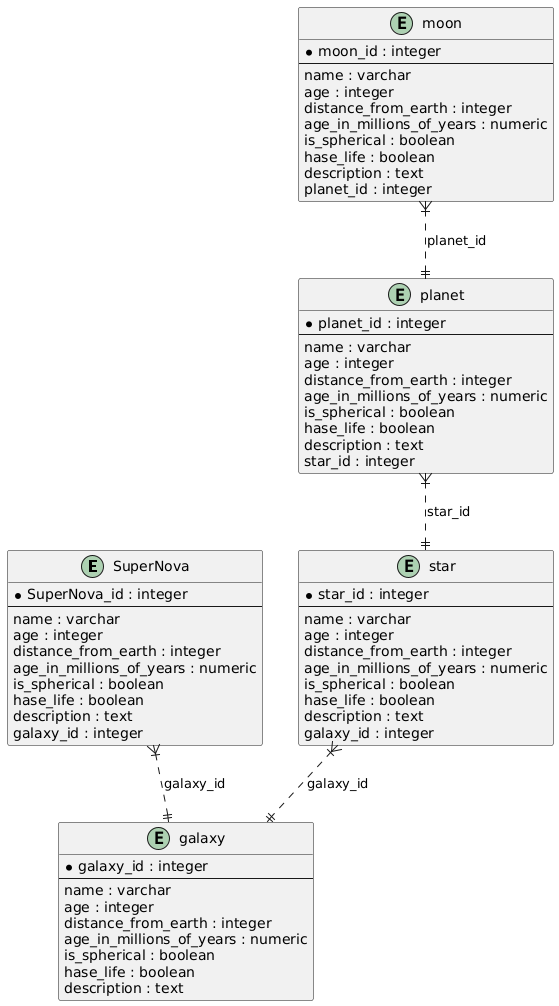 E moon
* moon_id : integer
name : varchar
age : integer
distance_from_earth : integer
age_in_millions_of_years : numeric
is_spherical : boolean
hase_life : boolean
description : text
planet_id : integer
planet_id
E planet
* planet_id : integer
name : varchar
age : integer
distance_from_earth : integer
age_in_millions_of_years : numeric
is_spherical : boolean
hase_life : boolean
description : text
star_id : integer
star_id
E SuperNova
* SuperNova_id : integer
name : varchar
age : integer
distance_from_earth : integer
age_in_millions_of_years : numeric
is_spherical : boolean
hase_life : boolean
description : text
galaxy_id : integer
E star
* star_id : integer
name : varchar
age : integer
distance_from_earth : integer
age_in_millions_of_years : numeric
is_spherical : boolean
hase_life : boolean
description : text
galaxy_id : integer
galaxy_id
galaxy_id
E galaxy
* galaxy_id : integer
name : varchar
age : integer
distance_from_earth : integer
age_in_millions_of_years : numeric
is_spherical : boolean
hase_life : boolean
description : text